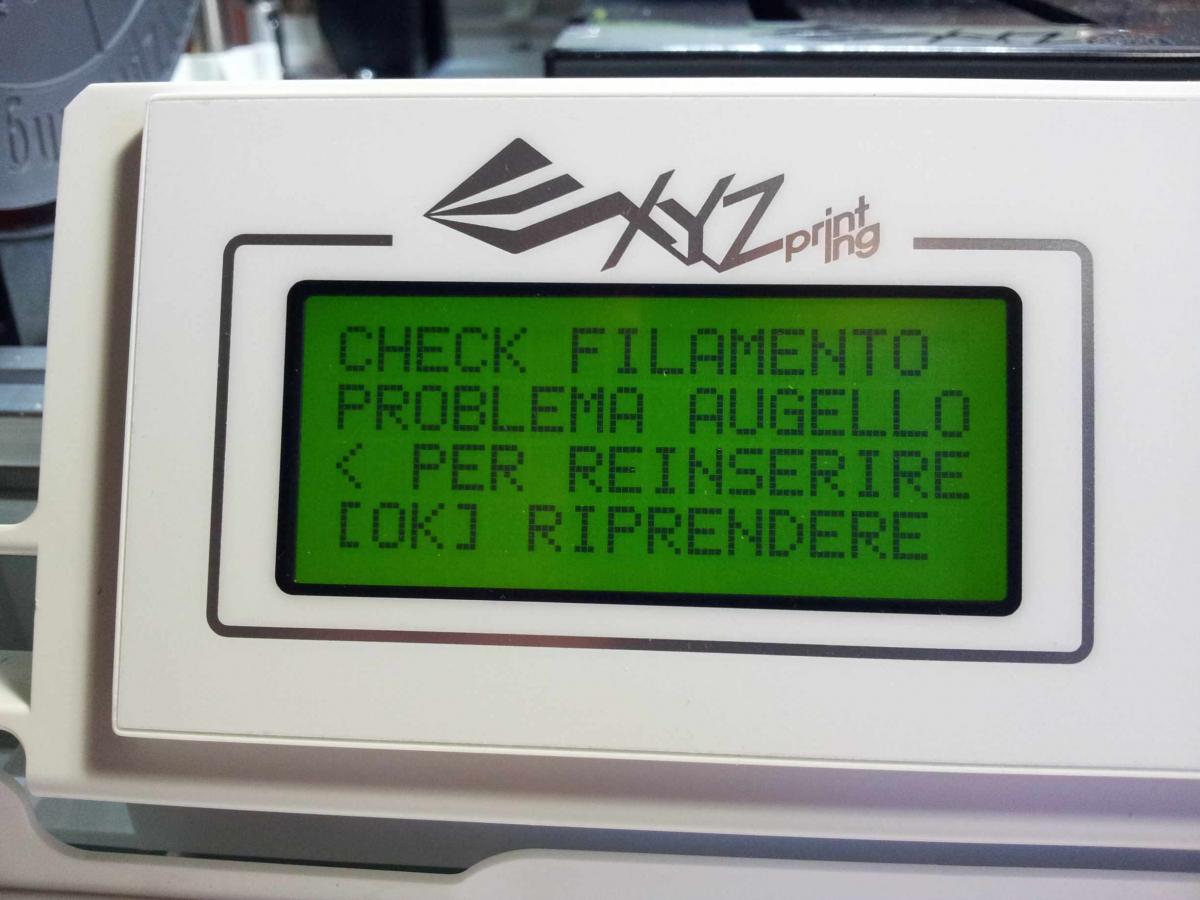 XYZ printing
CHECK FILAMENTO
PROBLEMA AUGELLO
< PER REINSERIRE
[OK] RIPRENDERE